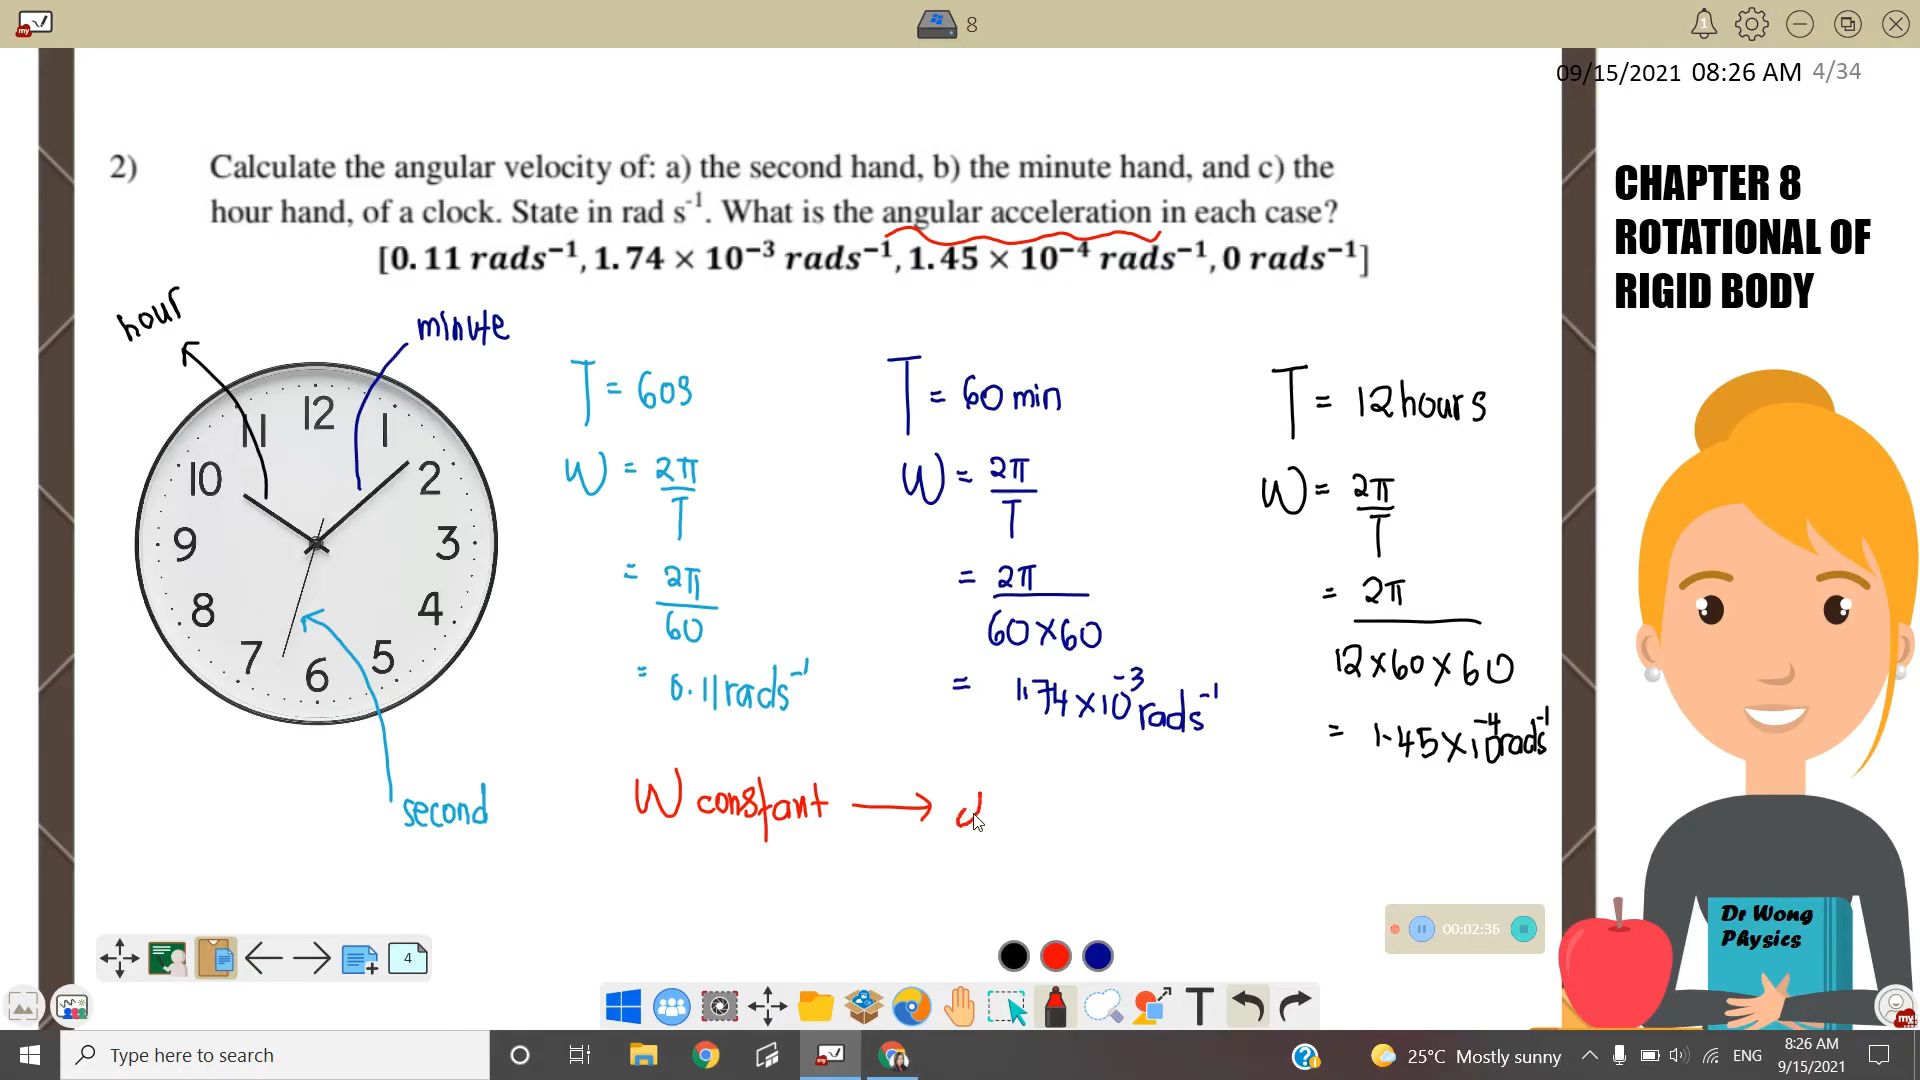 8
1
09/15/2021 08:26 AM 4/34
2) Calculate the angular velocity of: a) the second hand, b) the minute hand, and c) the
hour hand, of a clock. State in rad s⁻¹. What is the angular acceleration in each case?
[0.11 rads⁻¹, 1.74 × 10⁻³ rads⁻¹, 1.45 × 10⁻⁴ rads⁻¹, 0 rads⁻¹]
CHAPTER 8
ROTATIONAL OF
RIGID BODY
hour
minute
second
12
1
2
3
4
5
6
7
8
9
10
11
T = 60s
W = 2π/T
= 2π/60
= 0.11 rads⁻¹
T = 60 min
W = 2π/T
= 2π/60×60
= 1.74 × 10⁻³ rads⁻¹
T = 12 hours
W = 2π/T
= 2π/12×60×60
= 1.45 × 10⁻⁴ rads⁻¹
W constant →
Dr Wong
Physics
00:02:36
4
T
my
my
Type here to search
25°C Mostly sunny
ENG
8:26 AM
9/15/2021